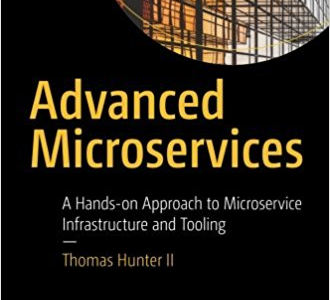 Advanced
Microservices
A Hands-on Approach to Microservice
Infrastructure and Tooling
Thomas Hunter II